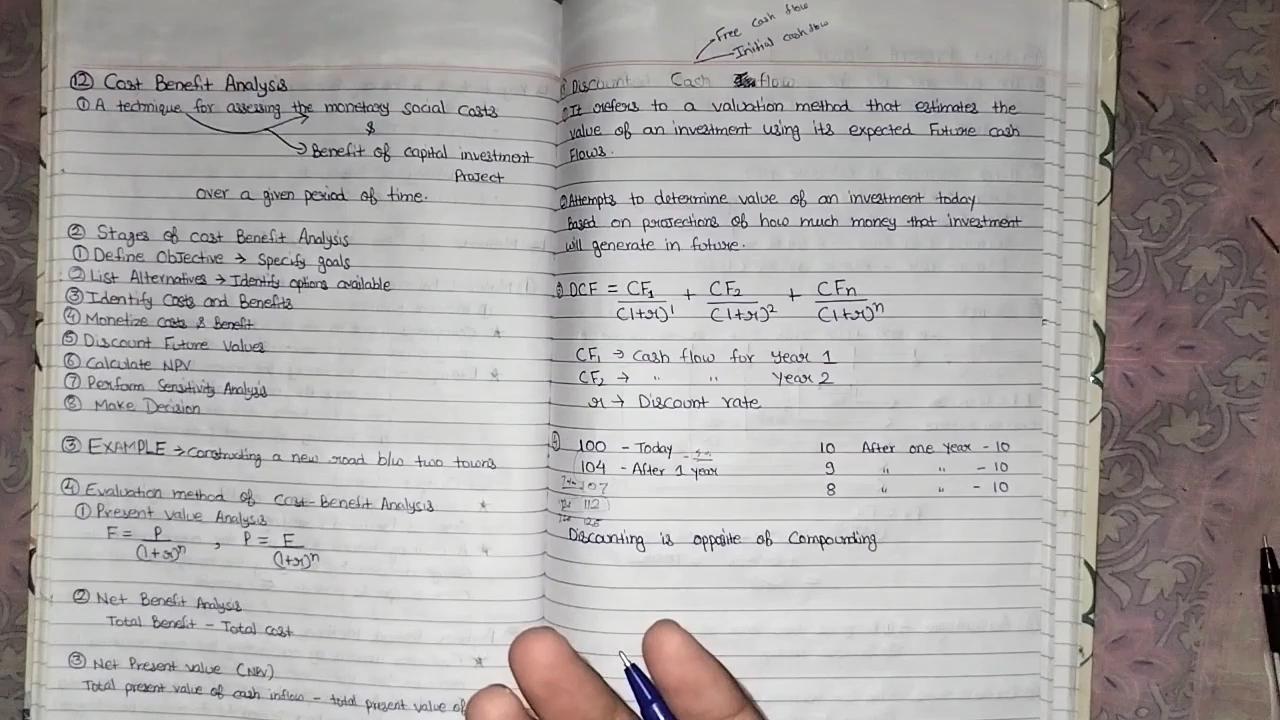 ⑫ Cost Benefit Analysis
① A technique for assessing the monetary social costs
&
Benefit of capital investment
Project
over a given period of time.
② Stages of cost Benefit Analysis
① Define Objective → Specify goals
② List Alternatives → Identify options available
③ Identify Costs and Benefits
④ Monetize costs & Benefit
⑤ Discount Future Values
⑥ Calculate NPV
⑦ Perform Sensitivity Analysis
⑧ Make Decision
③ EXAMPLE → Constructing a new road b/w two towns
④ Evaluation method of Cost-Benefit Analysis
① Present value Analysis
F = P/(1+r)^n , P = F/(1+r)^n
② Net Benefit Analysis
Total Benefit - Total cost
③ Net Present value (NPV)
Total present value of cash inflow - total present value of
Free cash flow
Initial cash flow
Discount Cash flow
① It refers to a valuation method that estimates the
value of an investment using its expected Future cash
Flows.
② Attempts to determine value of an investment today
Based on projections of how much money that investment
will generate in future.
③ DCF = CF₁/(1+r)^1 + CF₂/(1+r)^2 + CFn/(1+r)^n
CF₁ → Cash flow for year 1
CF₂ → " " Year 2
r → Discount rate
④ 100 - Today 10 After one year - 10
104 - After 1 year 9 " " - 10
107 8 " " - 10
112
Discounting is opposite of Compounding